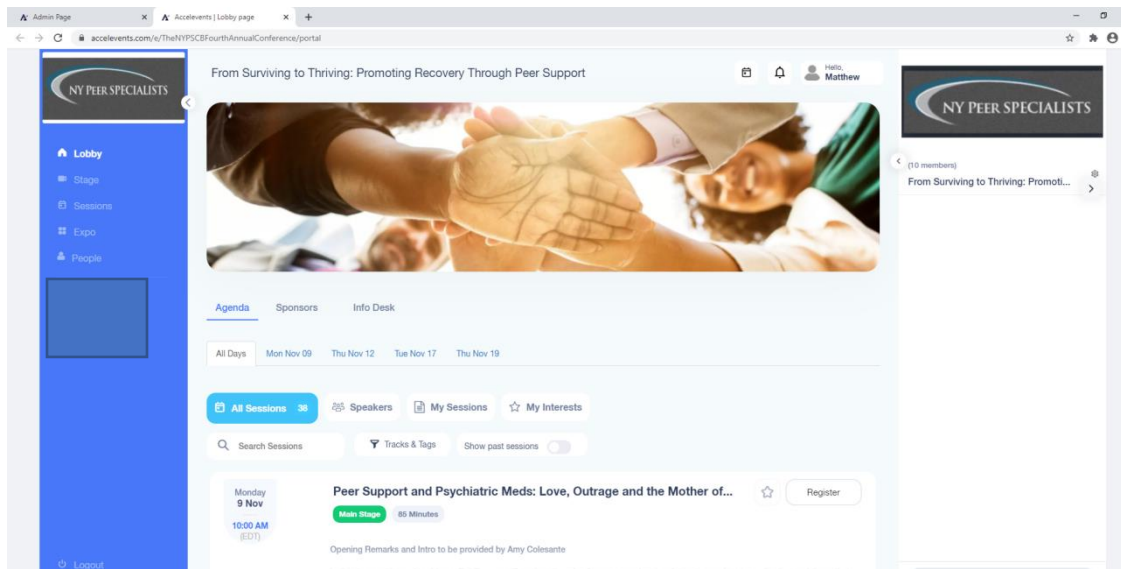 Admin Page
Accelevents | Lobby page
accelevents.com/e/TheNYPSCBFourthAnnualConference/portal
NY PEER SPECIALISTS
Lobby
Stage
Sessions
Expo
People
Logout
From Surviving to Thriving: Promoting Recovery Through Peer Support
Hello,
Matthew
Agenda Sponsors Info Desk
All Days Mon Nov 09 Thu Nov 12 Tue Nov 17 Thu Nov 19
All Sessions 36 Speakers My Sessions My Interests
Search Sessions Tracks & Tags Show past sessions
Monday
9 Nov
10:00 AM
(EDT)
Peer Support and Psychiatric Meds: Love, Outrage and the Mother of...
Register
Main Stage 85 Minutes
Opening Remarks and Intro to be provided by Amy Colesante
NY PEER SPECIALISTS
(10 members)
From Surviving to Thriving: Promoti...